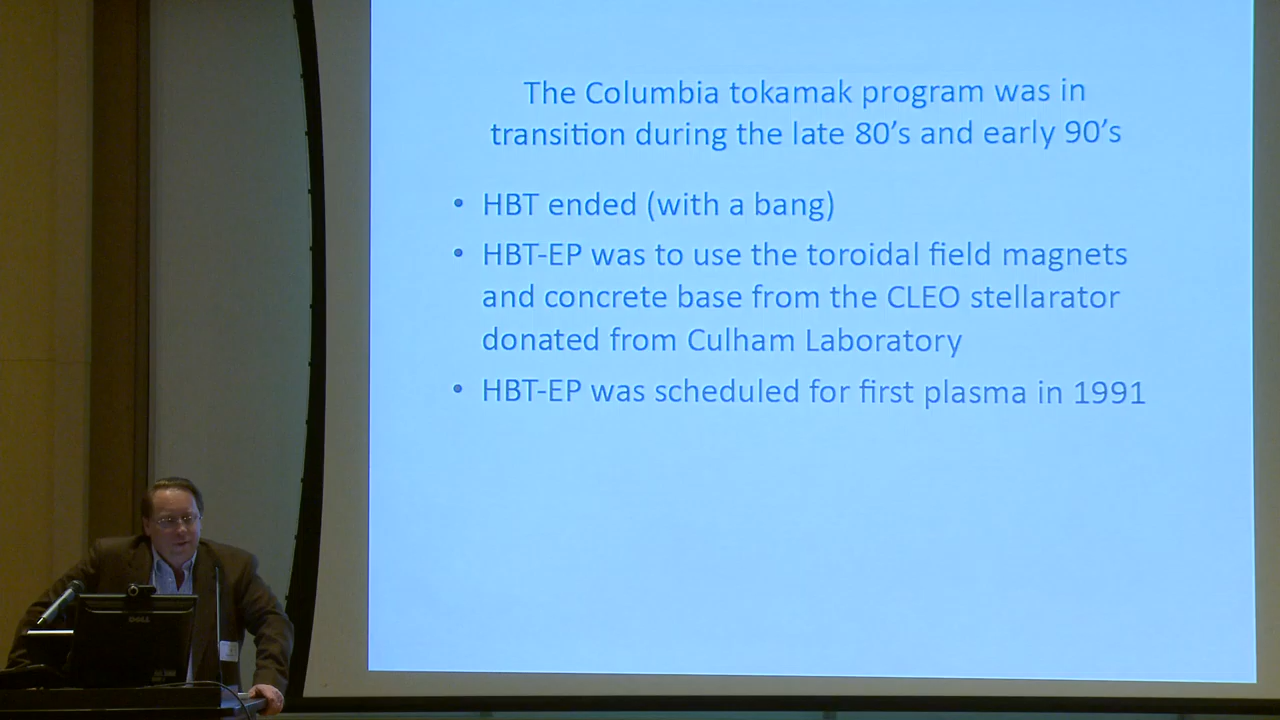 The Columbia tokamak program was in
transition during the late 80's and early 90's
• HBT ended (with a bang)
• HBT-EP was to use the toroidal field magnets
and concrete base from the CLEO stellarator
donated from Culham Laboratory
• HBT-EP was scheduled for first plasma in 1991
DELL